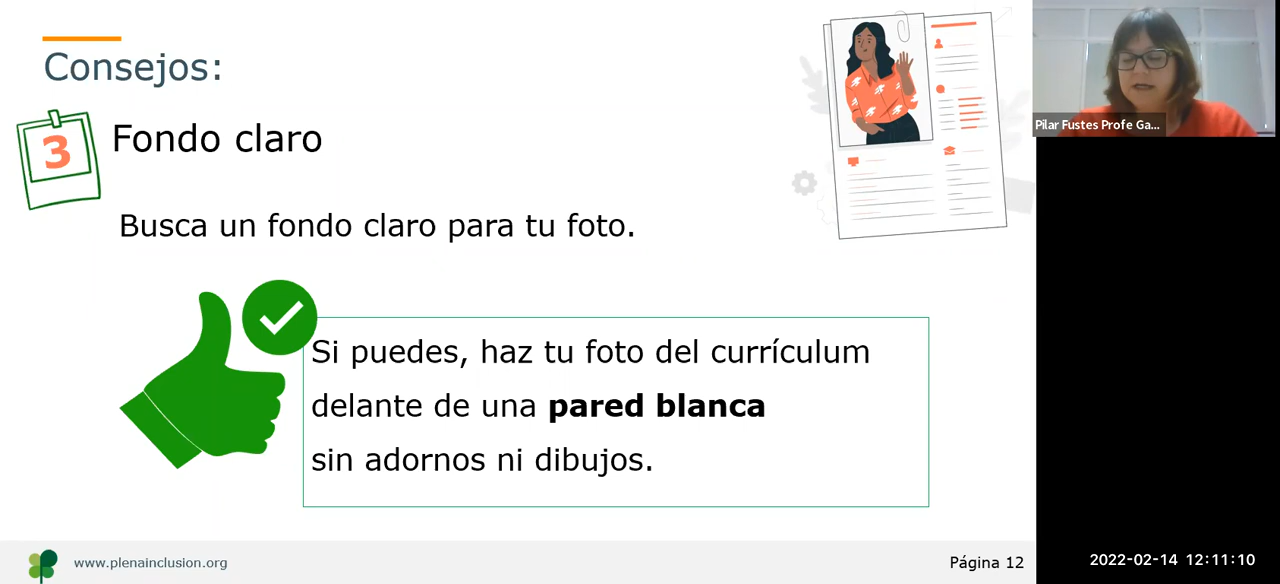 Consejos:
3
Fondo claro
Busca un fondo claro para tu foto.
Si puedes, haz tu foto del currículum
delante de una pared blanca
sin adornos ni dibujos.
www.plenainclusion.org
Página 12
Pilar Fustes Profe Ga...
2022-02-14 12:11:10